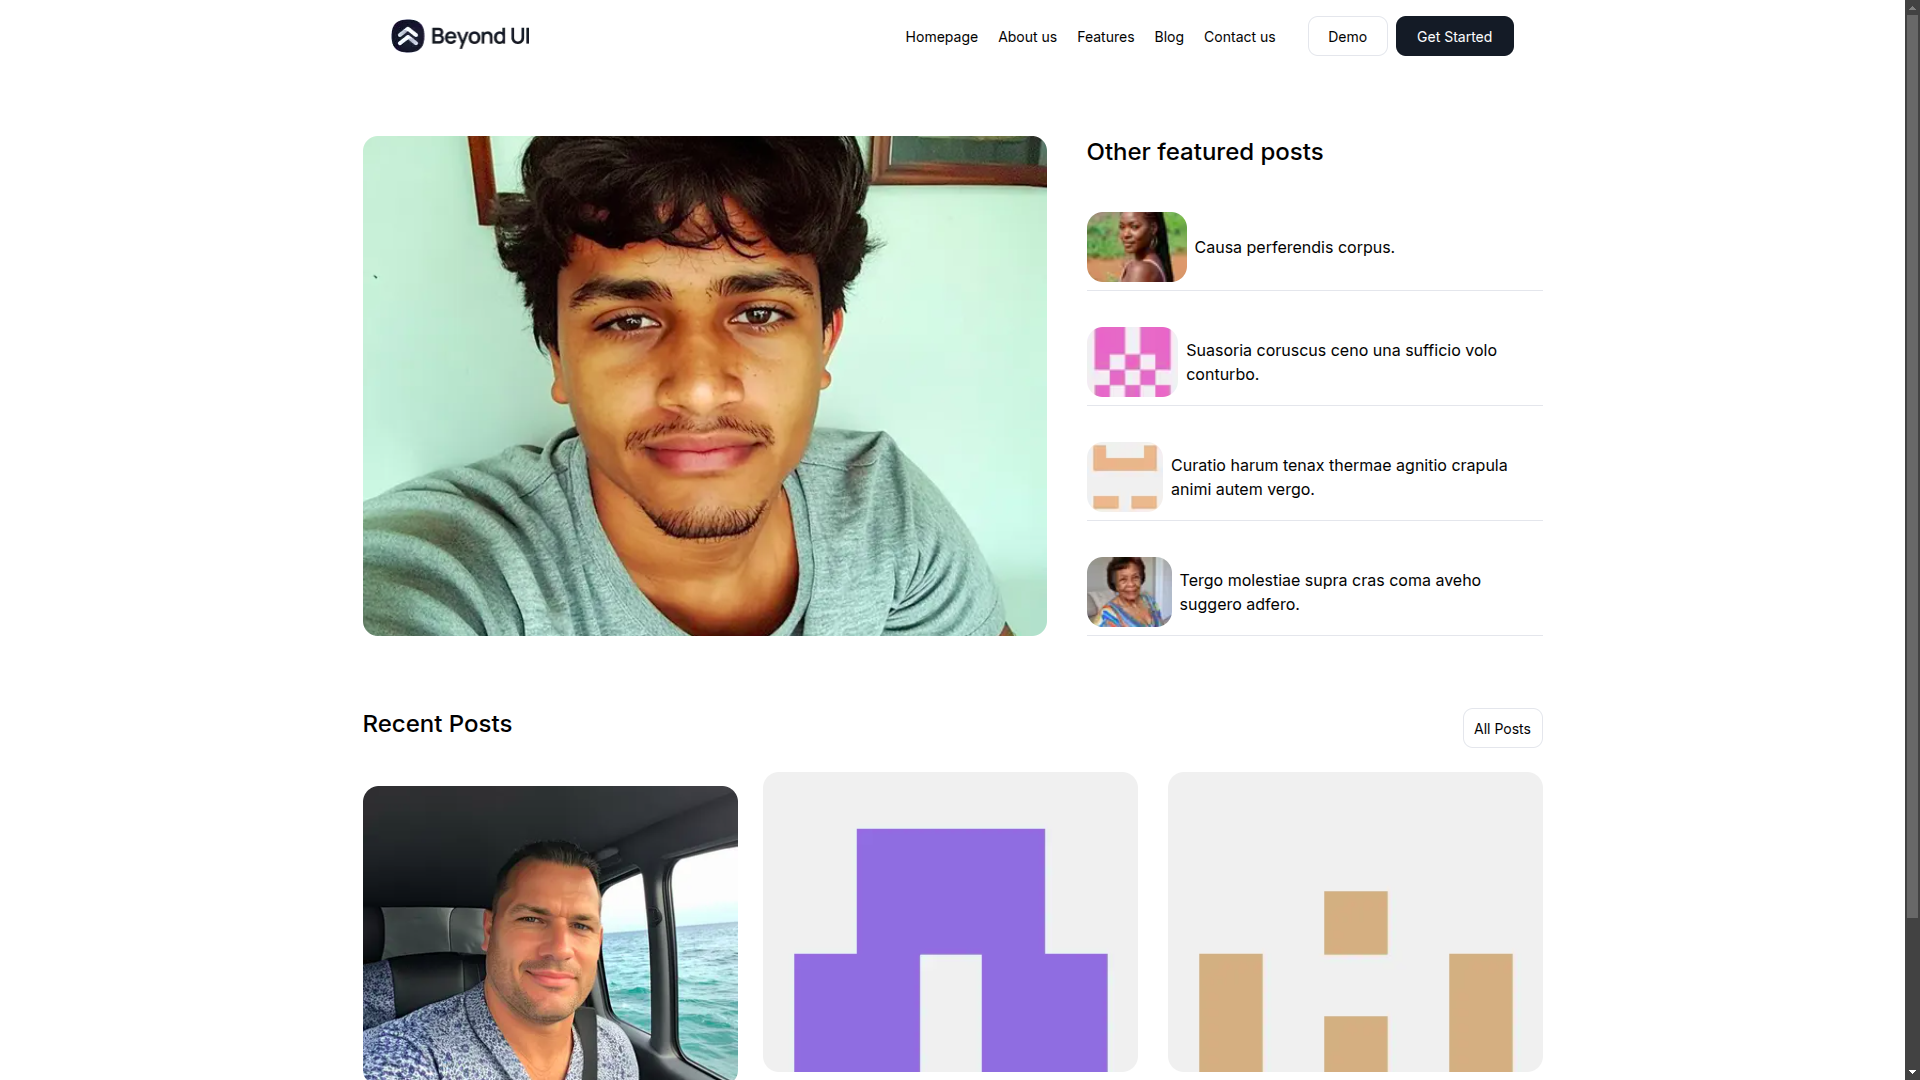 Beyond UI
Homepage
About us
Features
Blog
Contact us
Demo
Get Started
Other featured posts
Causa perferendis corpus.
Suasoria coruscus ceno una sufficio volo
conturbo.
Curatio harum tenax thermae agnitio crapula
animi autem vergo.
Tergo molestiae supra cras coma aveho
suggero adfero.
Recent Posts
All Posts